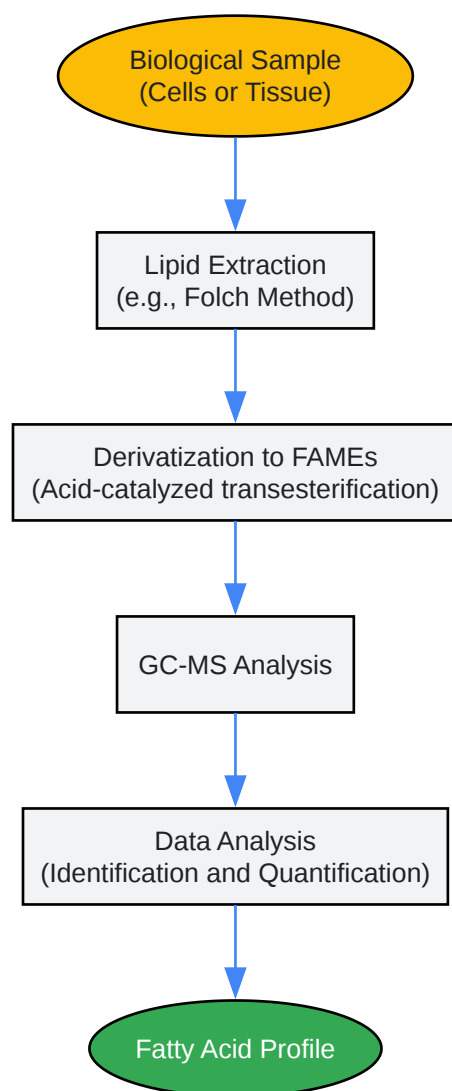 Biological Sample
(Cells or Tissue)
Lipid Extraction
(e.g., Folch Method)
Derivatization to FAMEs
(Acid-catalyzed transesterification)
GC-MS Analysis
Data Analysis
(Identification and Quantification)
Fatty Acid Profile